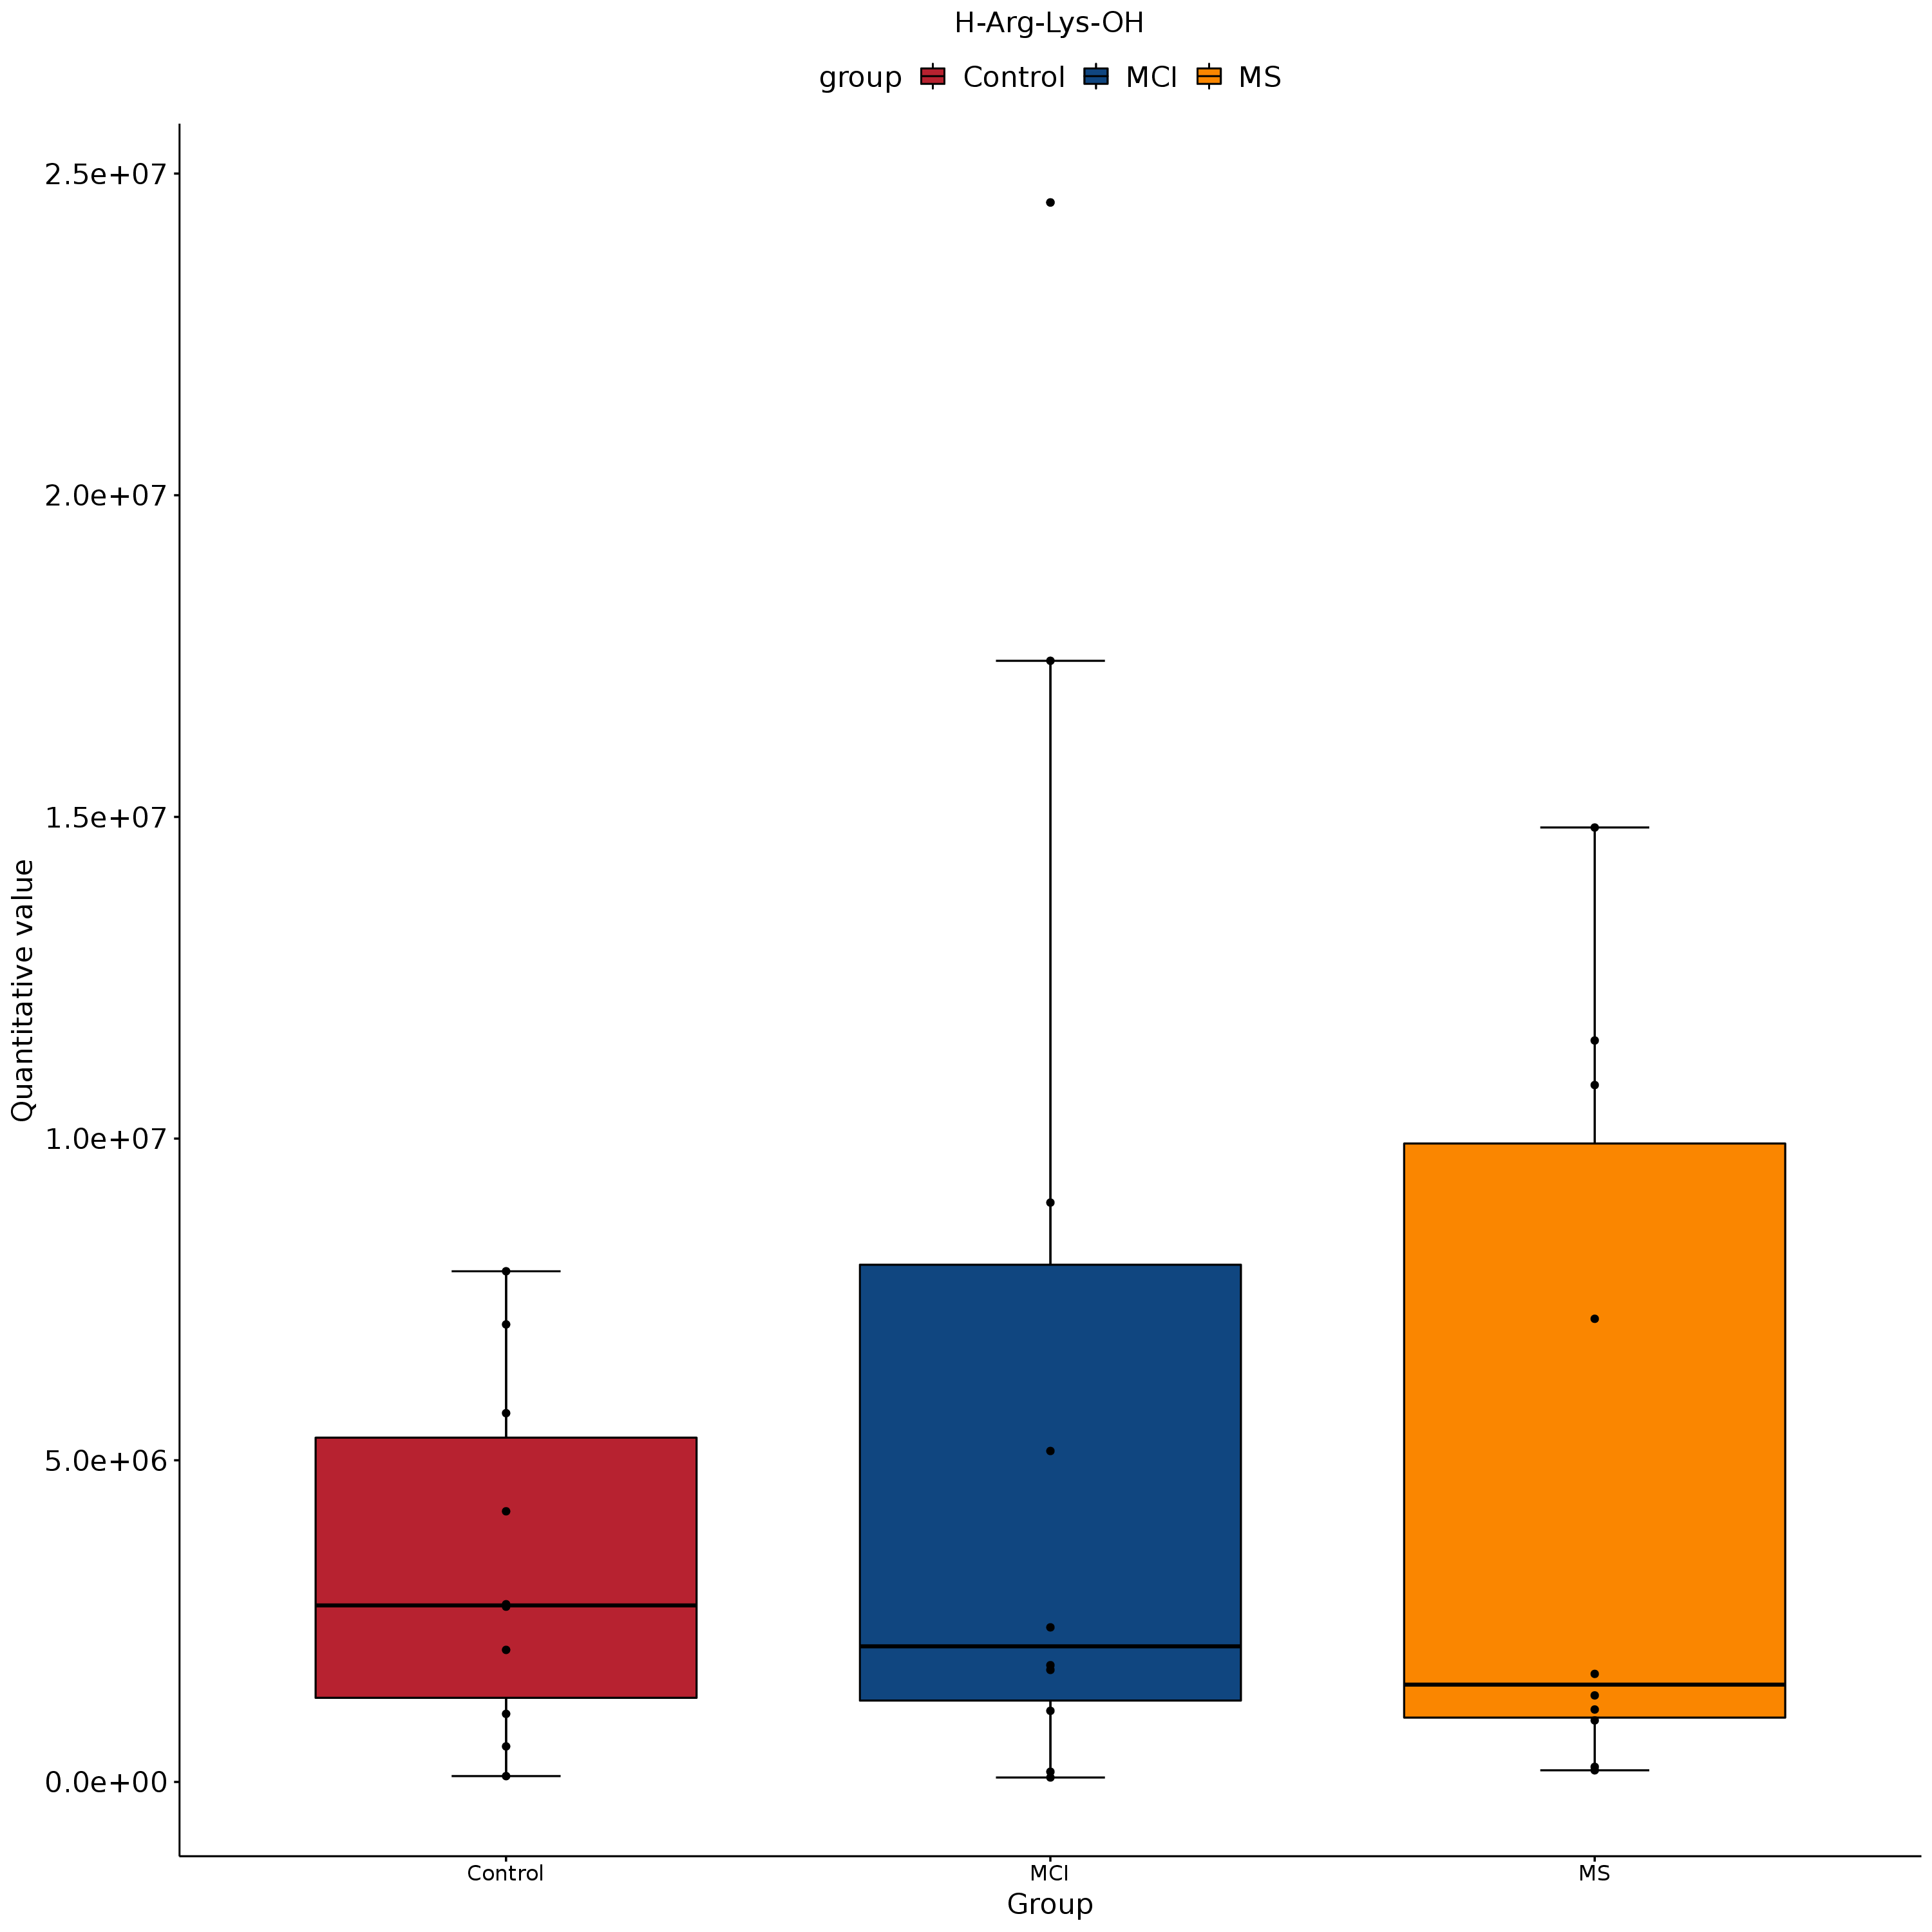 H-Arg-Lys-OH
group Control MCI MS
2.5e+07
2.0e+07
1.5e+07
1.0e+07
5.0e+06
0.0e+00
Quantitative value
Control MCI MS
Group